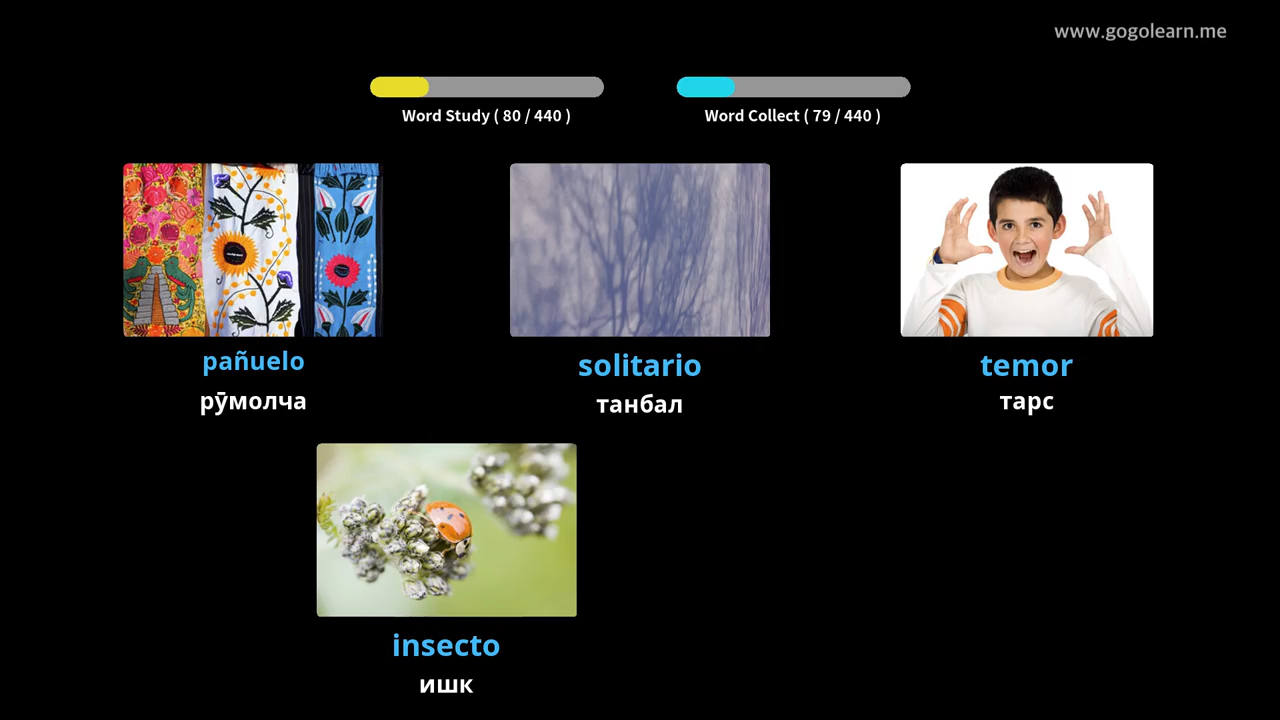 www.gogolearn.me
Word Study ( 80 / 440 )
Word Collect ( 79 / 440 )
pañuelo
рӯмолча
solitario
танбал
temor
тарс
insecto
ишк